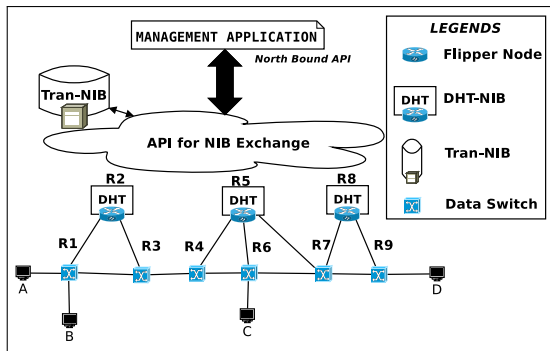 MANAGEMENT APPLICATION
North Bound API
Tran-NIB
API for NIB Exchange
R2
R5
R8
DHT
DHT
DHT
R1
R3
R4
R6
R7
R9
A
B
C
D
LEGENDS
Flipper Node
DHT
DHT-NIB
Tran-NIB
Data Switch